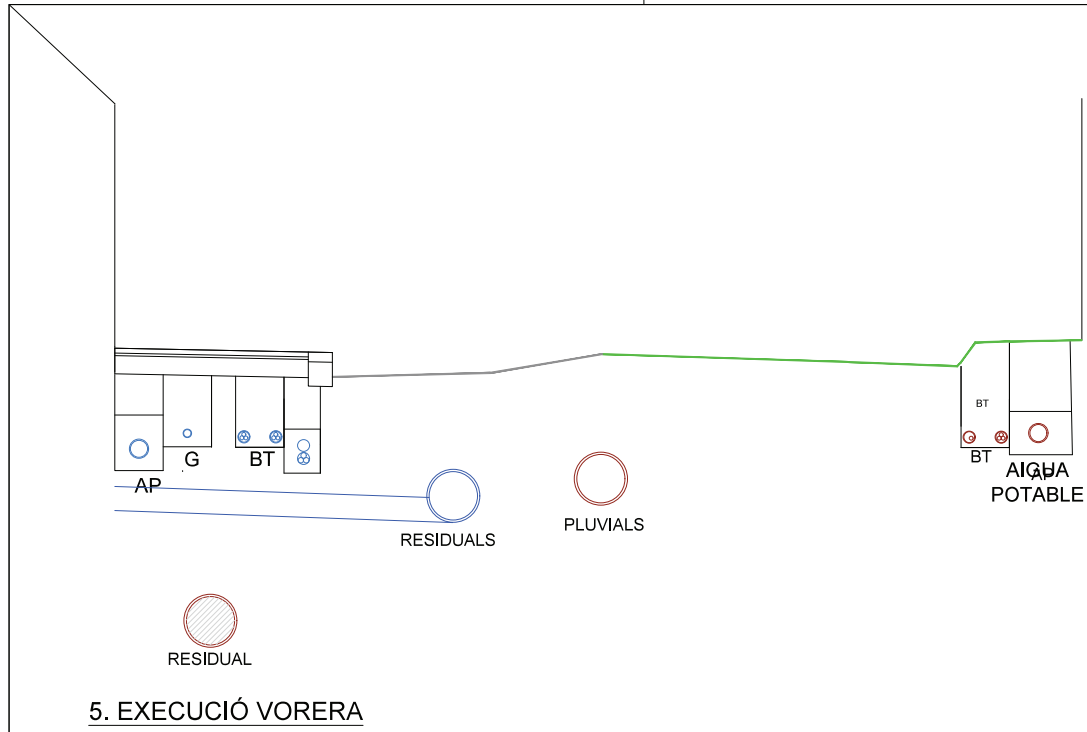 BT
G
BT
AP
BT
AIGUA
AP
POTABLE
PLUVIALS
RESIDUALS
RESIDUAL
5. EXECUCIÓ VORERA